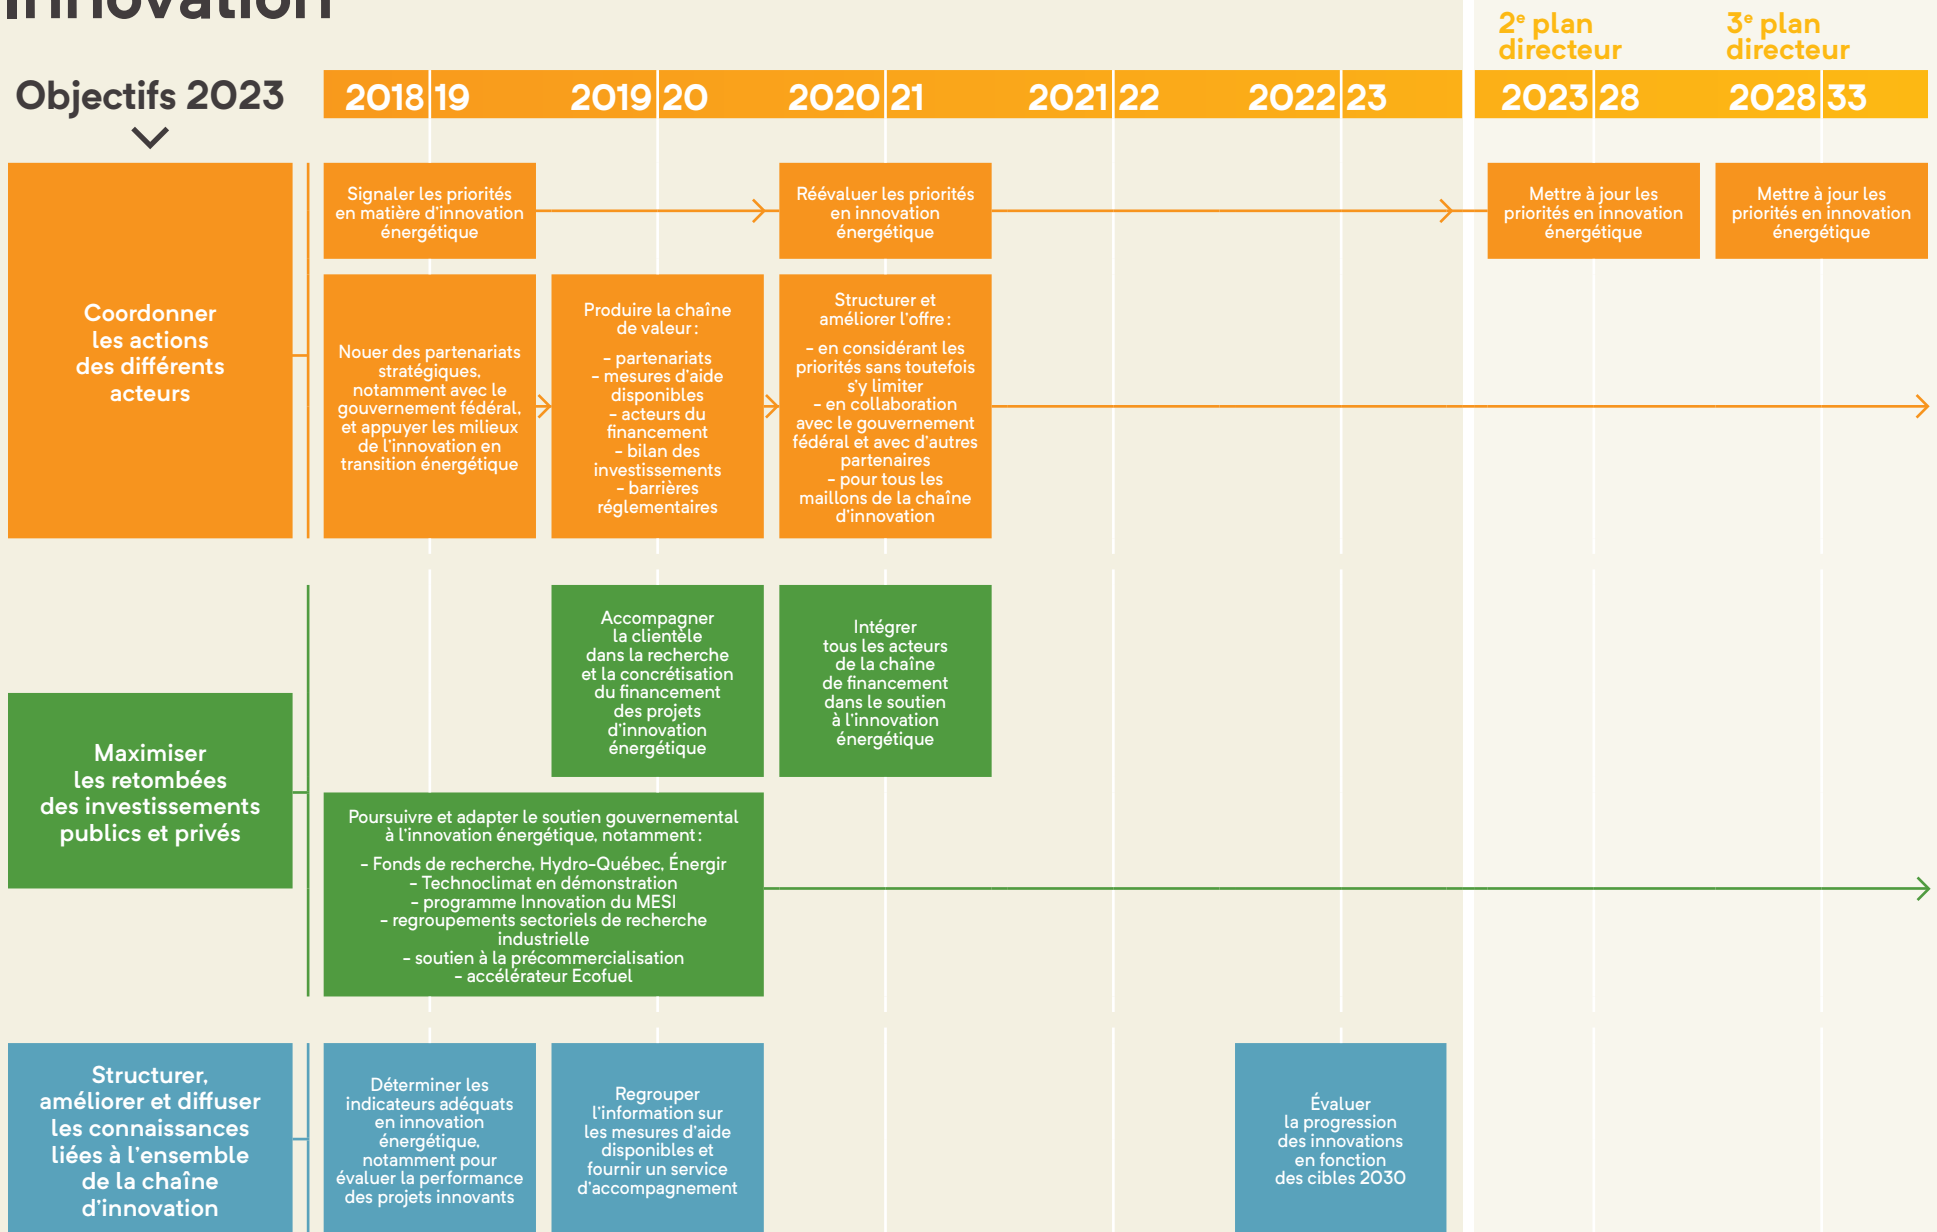 Innovation
2e plan
directeur
3e plan
directeur
Objectifs 2023
2018 19
2019 20
2020 21
2021 22
2022 23
2023 28
2028 33
Coordonner
les actions
des différents
acteurs
Signaler les priorités
en matière d'innovation
énergétique
Réévaluer les priorités
en innovation
énergétique
Mettre à jour les
priorités en innovation
énergétique
Mettre à jour les
priorités en innovation
énergétique
Nouer des partenariats
stratégiques,
notamment avec le
gouvernement fédéral,
et appuyer les milieux
de l'innovation en
transition énergétique
Produire la chaîne
de valeur :
- partenariats
- mesures d'aide
disponibles
- acteurs du
financement
- bilan des
investissements
- barrières
réglementaires
Structurer et
améliorer l'offre :
- en considérant les
priorités sans toutefois
s'y limiter
- en collaboration
avec le gouvernement
fédéral et avec d'autres
partenaires
- pour tous les
maillons de la chaîne
d'innovation
Maximiser
les retombées
des investissements
publics et privés
Accompagner
la clientèle
dans la recherche
et la concrétisation
du financement
des projets
d'innovation
énergétique
Intégrer
tous les acteurs
de la chaîne
de financement
dans le soutien
à l'innovation
énergétique
Poursuivre et adapter le soutien gouvernemental
à l'innovation énergétique, notamment :
- Fonds de recherche, Hydro-Québec, Énergir
- Technoclimat en démonstration
- programme Innovation du MESI
- regroupements sectoriels de recherche
industrielle
- soutien à la précommercialisation
- accélérateur Ecofuel
Structurer,
améliorer et diffuser
les connaissances
liées à l'ensemble
de la chaîne
d'innovation
Déterminer les
indicateurs adéquats
en innovation
énergétique,
notamment pour
évaluer la performance
des projets innovants
Regrouper
l'information sur
les mesures d'aide
disponibles et
fournir un service
d'accompagnement
Évaluer
la progression
des innovations
en fonction
des cibles 2030